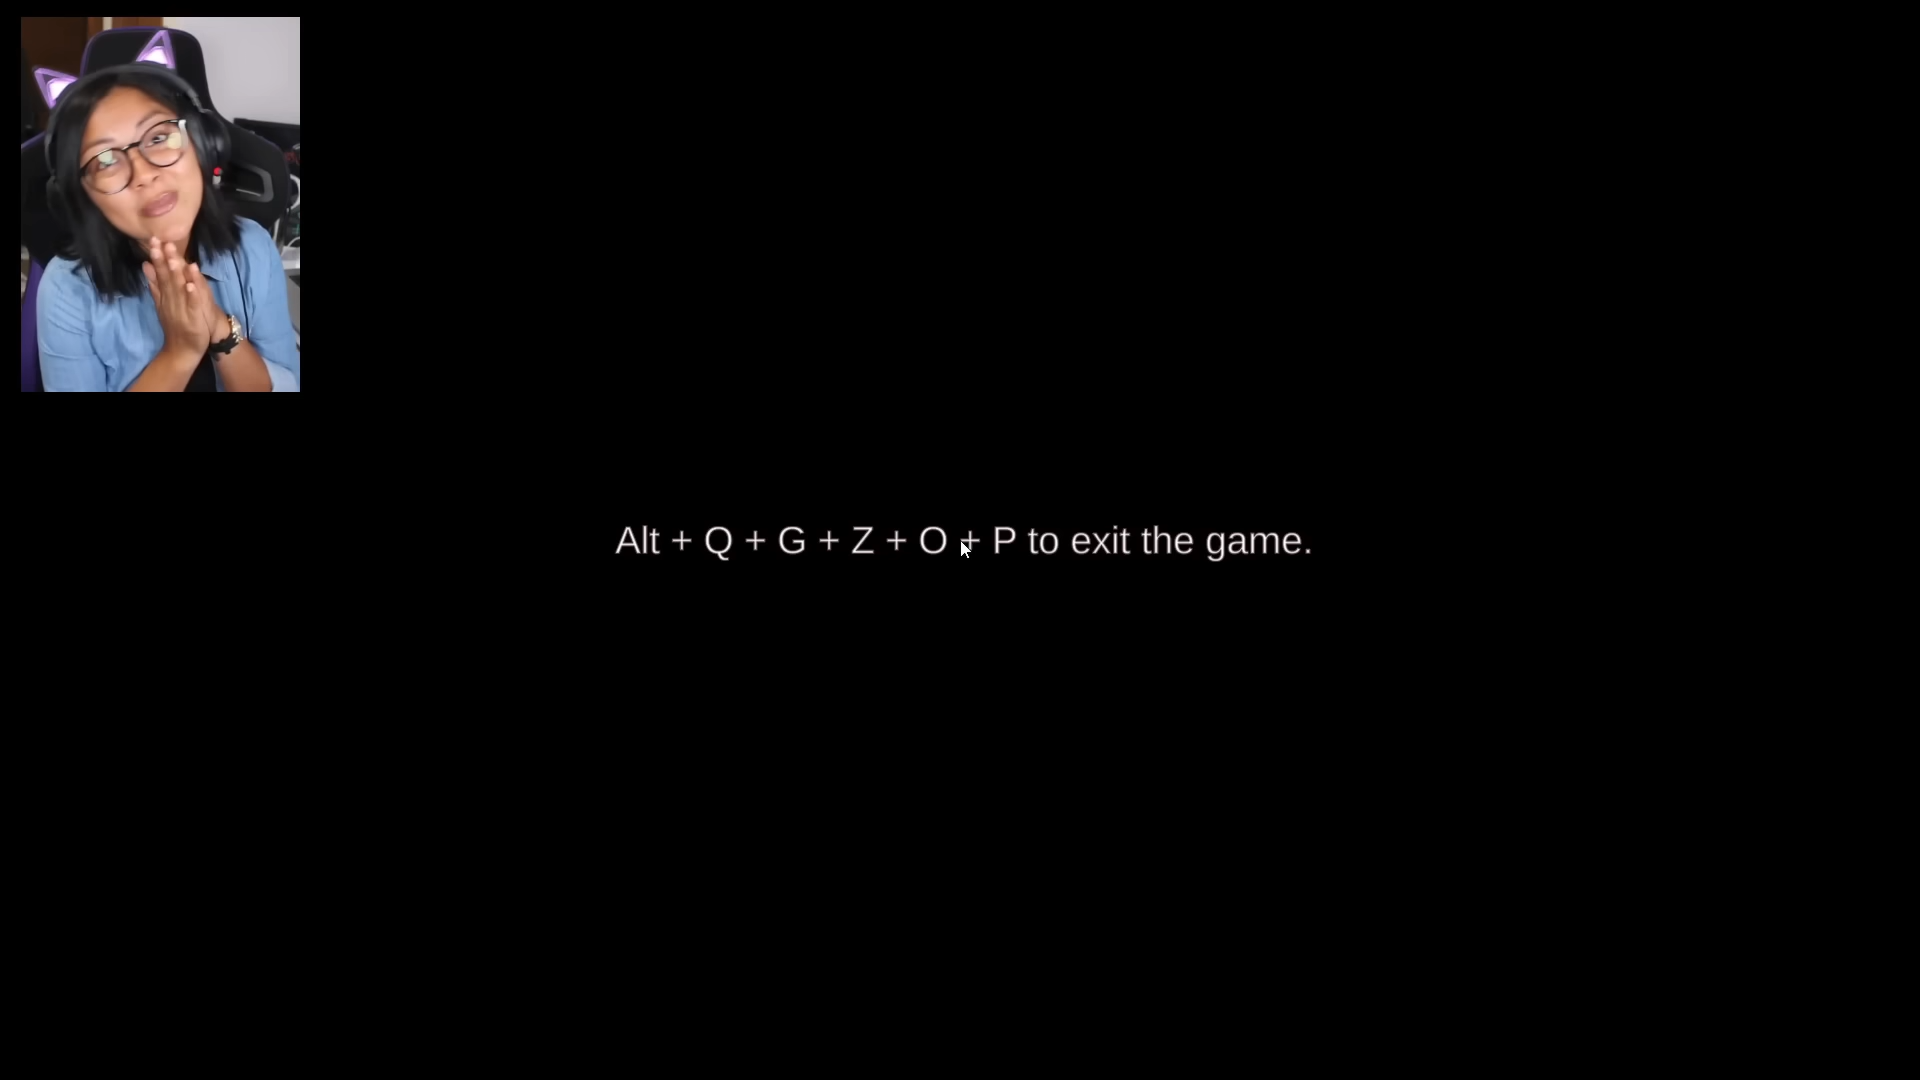 Alt + Q + G + Z + O + P to exit the game.